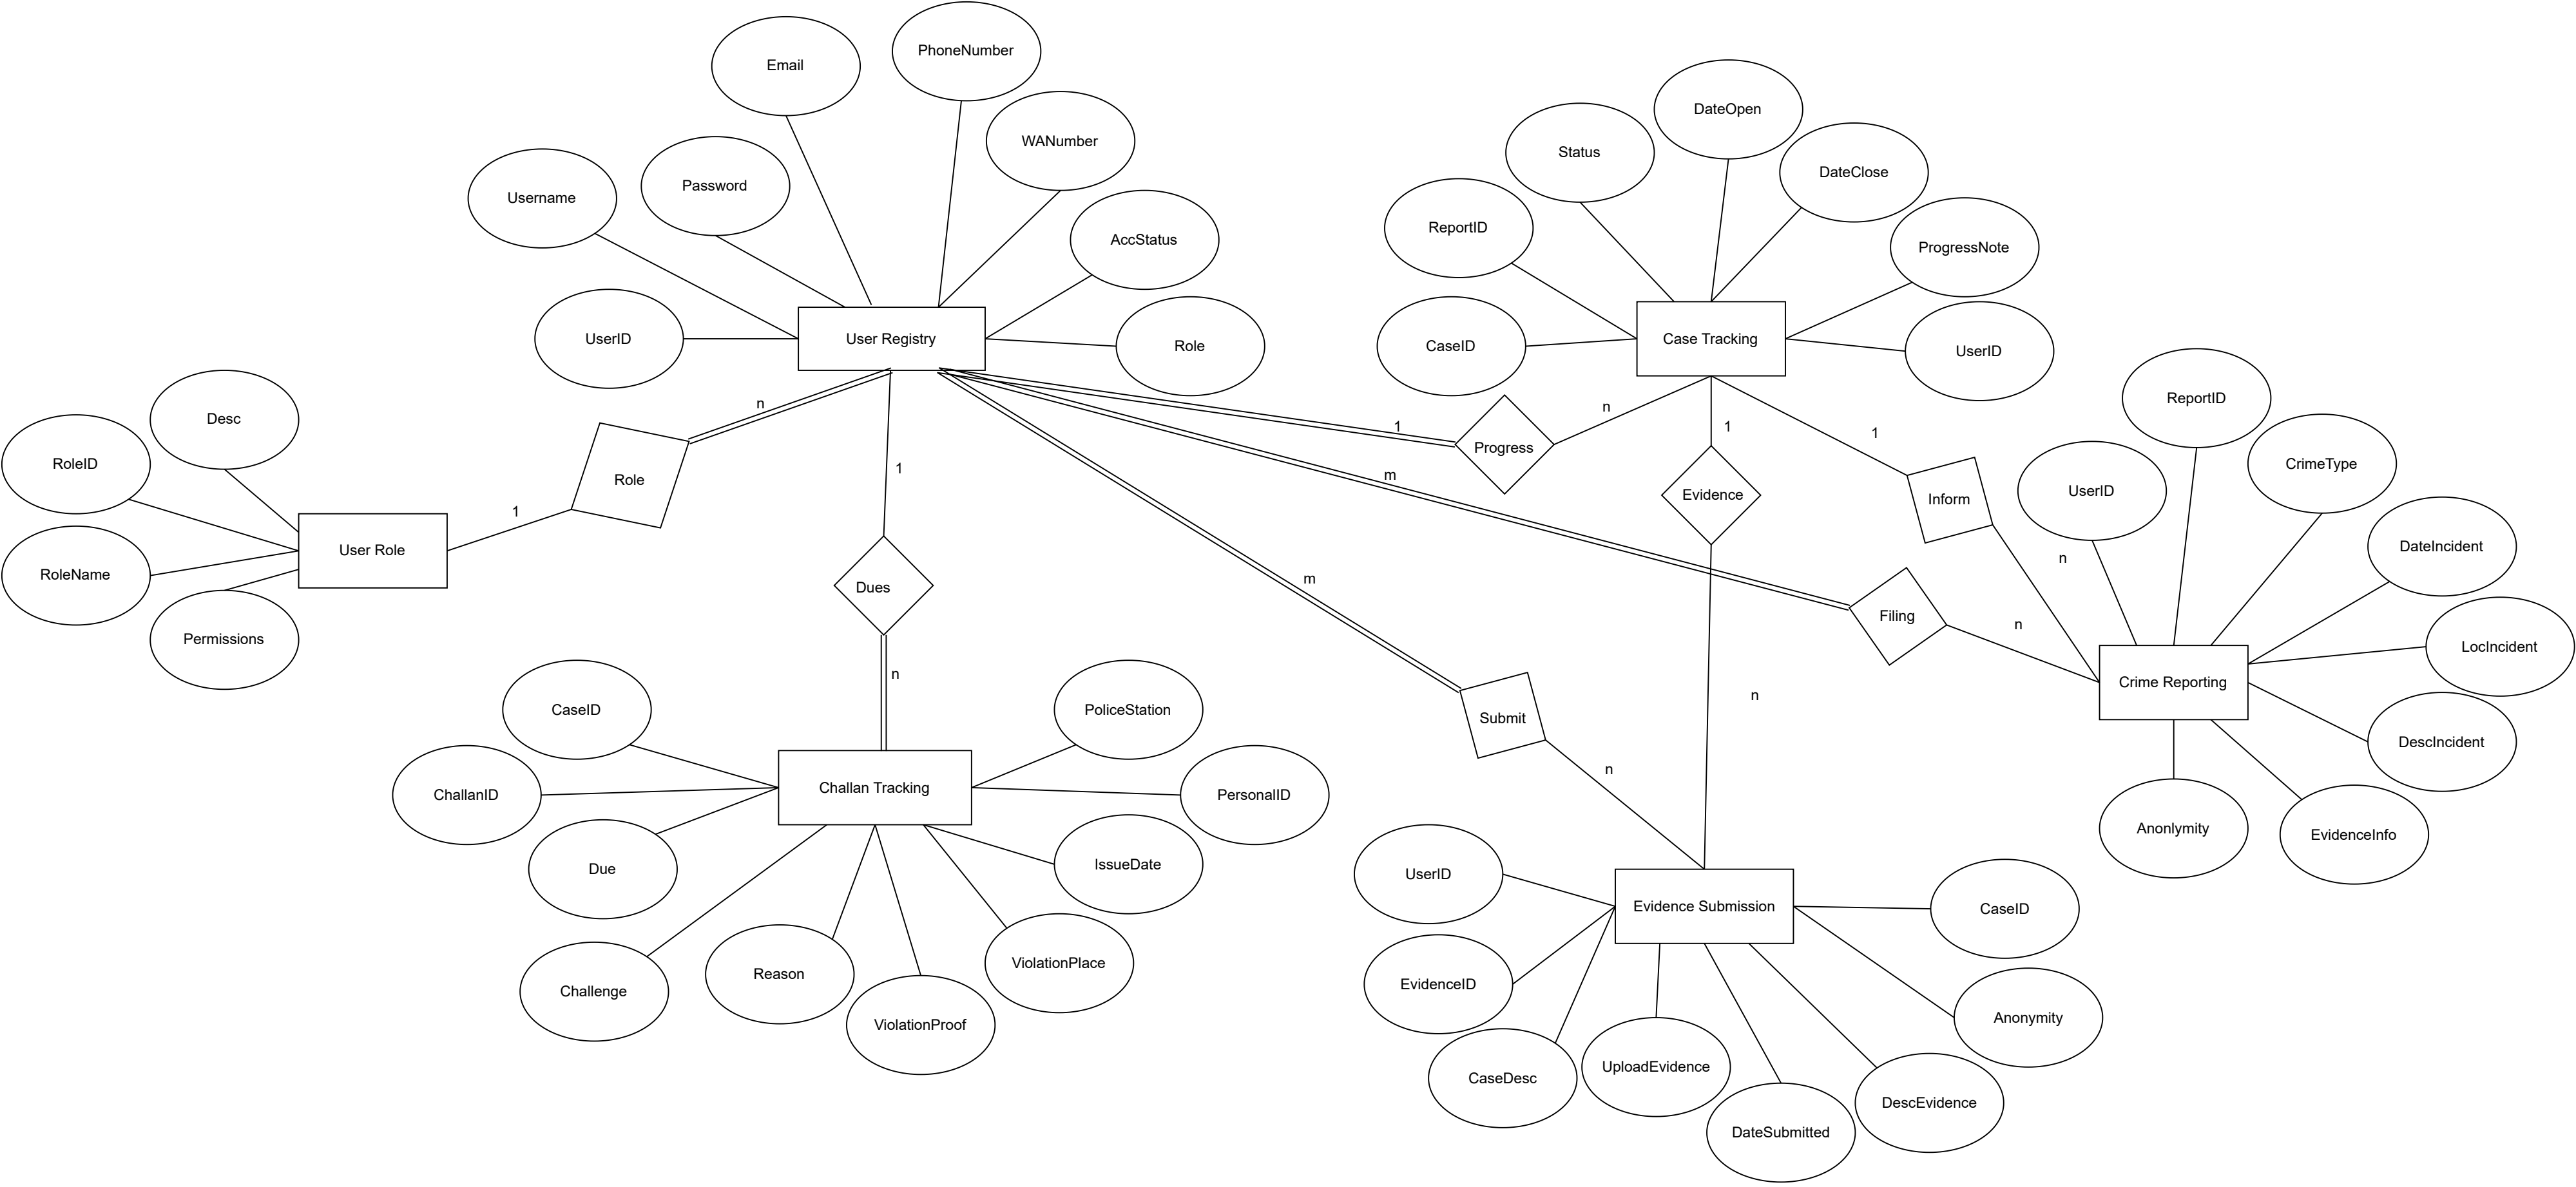 PhoneNumber
Email
DateOpen
WANumber
Status
DateClose
Password
Username
ReportID
AccStatus
ProgressNote
UserID
User Registry
Role
CaseID
Case Tracking
UserID
ReportID
n
1
n
Desc
1
1
RoleID
CrimeType
Progress
m
1
Role
UserID
Evidence
Inform
1
User Role
DateIncident
n
RoleName
m
Dues
Filing
n
Permissions
LocIncident
n
Crime Reporting
n
CaseID
PoliceStation
Submit
DescIncident
n
ChallanID
Challan Tracking
PersonalID
Anonlymity
EvidenceInfo
Due
IssueDate
UserID
Evidence Submission
CaseID
ViolationPlace
Reason
EvidenceID
Challenge
Anonymity
ViolationProof
UploadEvidence
CaseDesc
DescEvidence
DateSubmitted